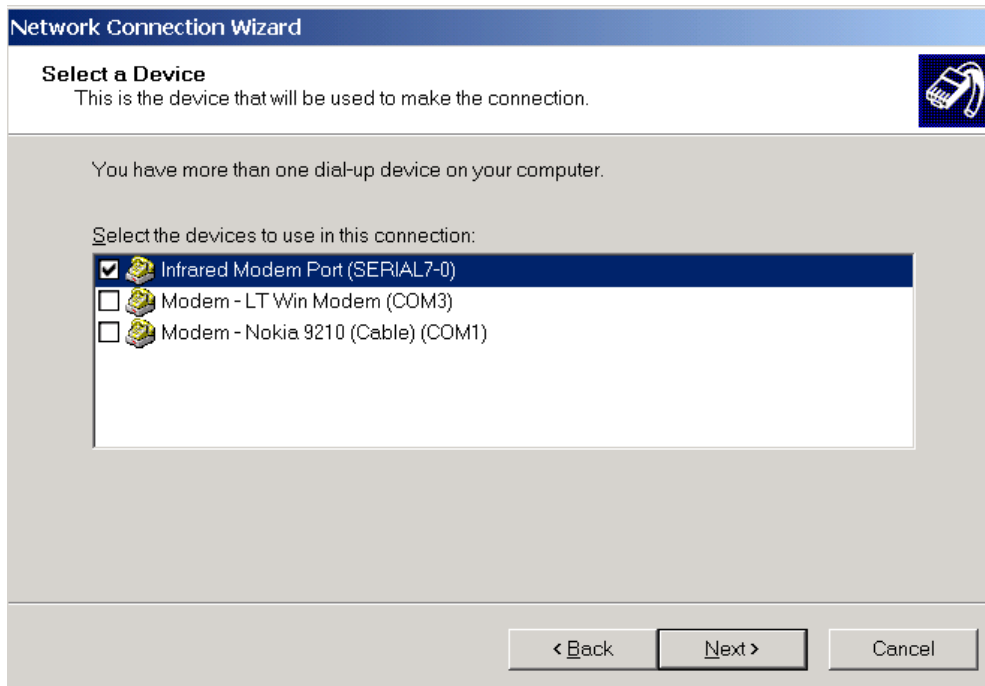 Network Connection Wizard
Select a Device
This is the device that will be used to make the connection.
You have more than one dial-up device on your computer.
Select the devices to use in this connection:
Infrared Modem Port (SERIAL7-0)
Modem - LT Win Modem (COM3)
Modem - Nokia 9210 (Cable) (COM1)
< Back Next > Cancel